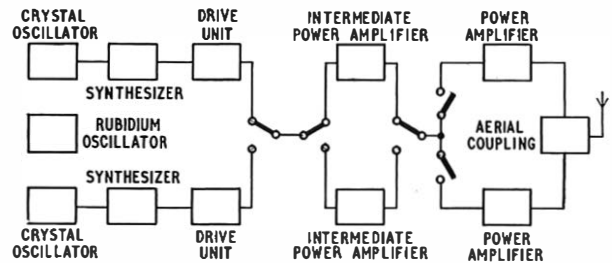 CRYSTAL
OSCILLATOR
DRIVE
UNIT
INTERMEDIATE
POWER AMPLIFIER
POWER
AMPLIFIER
SYNTHESIZER
RUBIDIUM
OSCILLATOR
AERIAL
COUPLING
SYNTHESIZER
CRYSTAL
OSCILLATOR
DRIVE
UNIT
INTERMEDIATE
POWER AMPLIFIER
POWER
AMPLIFIER